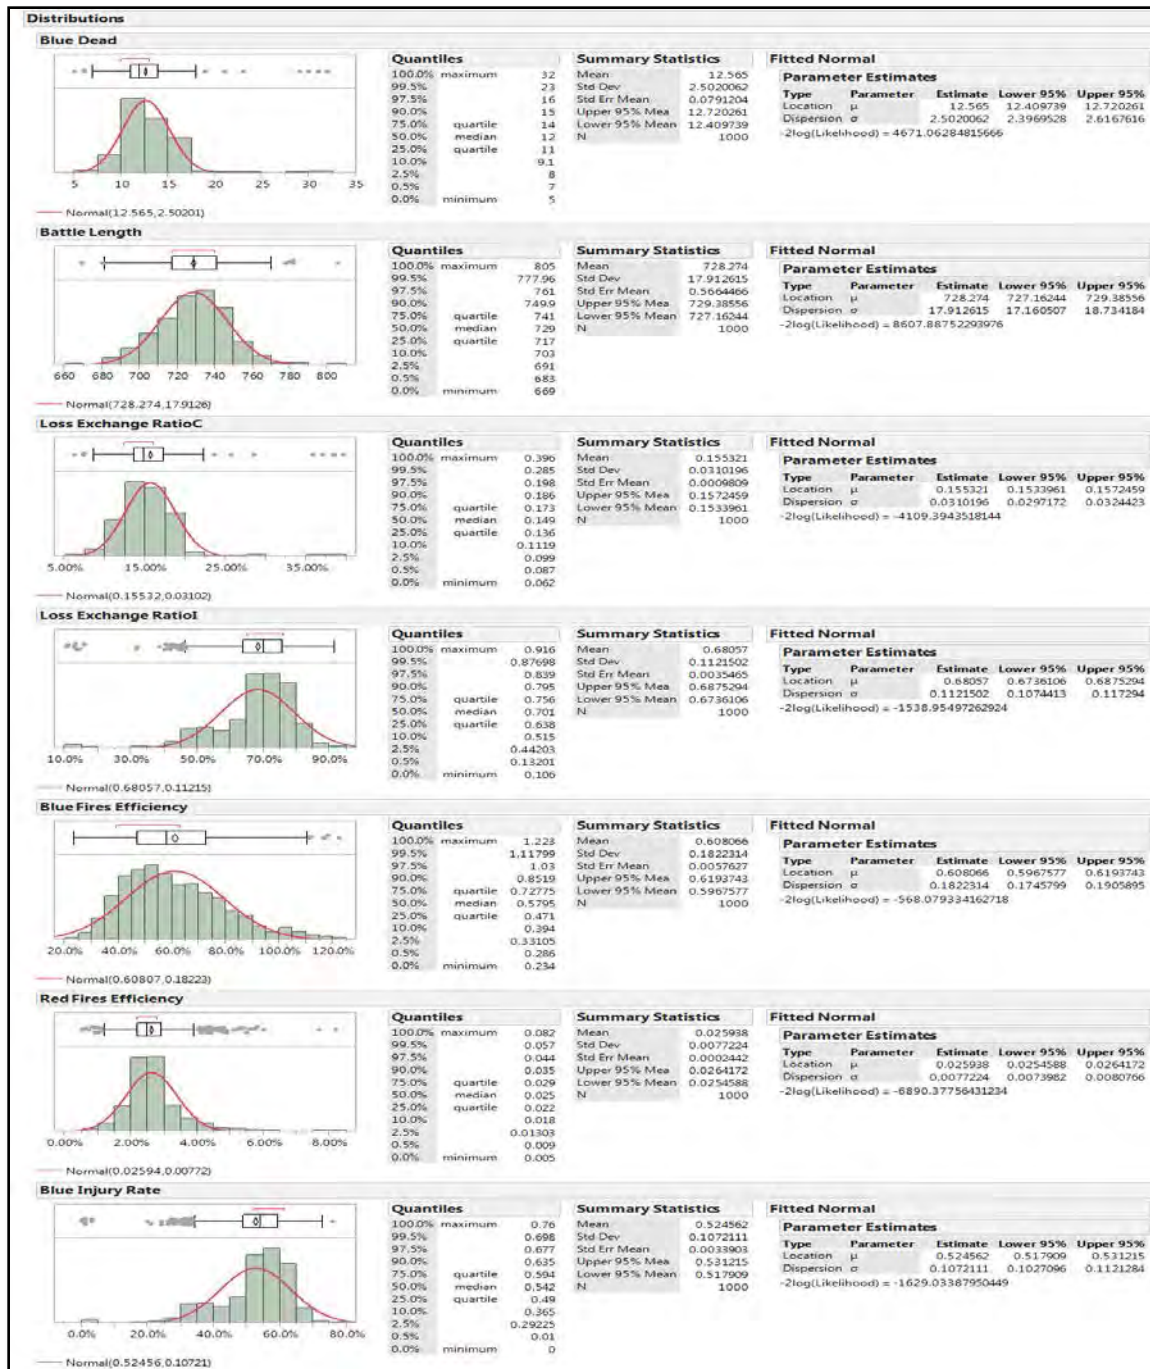 Distributions
Blue Dead
5 10 15 20 25 30 35
Normal(12.565,2.50201)
Quantiles
100.0% maximum 32
99.5% 23
97.5% 16
90.0% 15
75.0% quartile 14
50.0% median 12
25.0% quartile 11
10.0% 9.1
2.5% 8
0.5% 7
0.0% minimum 5
Summary Statistics
Mean 12.565
Std Dev 2.5020062
Std Err Mean 0.0791204
Upper 95% Mea 12.720261
Lower 95% Mean 12.409739
N 1000
Fitted Normal
Parameter Estimates
Type Parameter Estimate Lower 95% Upper 95%
Location μ 12.565 12.409739 12.720261
Dispersion σ 2.5020062 2.3969528 2.6167616
-2log(Likelihood) = 4671.06284815666
Battle Length
660 680 700 720 740 760 780 800
Normal(728.274,17.9126)
Quantiles
100.0% maximum 805
99.5% 777.96
97.5% 761
90.0% 749.9
75.0% quartile 741
50.0% median 729
25.0% quartile 717
10.0% 703
2.5% 691
0.5% 683
0.0% minimum 669
Summary Statistics
Mean 728.274
Std Dev 17.912615
Std Err Mean 0.5664466
Upper 95% Mea 729.38556
Lower 95% Mean 727.16244
N 1000
Fitted Normal
Parameter Estimates
Type Parameter Estimate Lower 95% Upper 95%
Location μ 728.274 727.16244 729.38556
Dispersion σ 17.912615 17.160507 18.734184
-2log(Likelihood) = 8607.88752293976
Loss Exchange RatioC
5.00% 15.00% 25.00% 35.00%
Normal(0.15532,0.03102)
Quantiles
100.0% maximum 0.396
99.5% 0.285
97.5% 0.198
90.0% 0.186
75.0% quartile 0.173
50.0% median 0.149
25.0% quartile 0.136
10.0% 0.1119
2.5% 0.099
0.5% 0.087
0.0% minimum 0.062
Summary Statistics
Mean 0.155321
Std Dev 0.0310196
Std Err Mean 0.0009809
Upper 95% Mea 0.1572459
Lower 95% Mean 0.1533961
N 1000
Fitted Normal
Parameter Estimates
Type Parameter Estimate Lower 95% Upper 95%
Location μ 0.155321 0.1533961 0.1572459
Dispersion σ 0.0310196 0.0297172 0.0324423
-2log(Likelihood) = -4109.3943518144
Loss Exchange RatioI
10.0% 30.0% 50.0% 70.0% 90.0%
Normal(0.68057,0.11215)
Quantiles
100.0% maximum 0.916
99.5% 0.87698
97.5% 0.839
90.0% 0.795
75.0% quartile 0.756
50.0% median 0.701
25.0% quartile 0.638
10.0% 0.515
2.5% 0.44203
0.5% 0.13201
0.0% minimum 0.106
Summary Statistics
Mean 0.68057
Std Dev 0.1121502
Std Err Mean 0.0035465
Upper 95% Mea 0.6875294
Lower 95% Mean 0.6736106
N 1000
Fitted Normal
Parameter Estimates
Type Parameter Estimate Lower 95% Upper 95%
Location μ 0.68057 0.6736106 0.6875294
Dispersion σ 0.1121502 0.1074413 0.117294
-2log(Likelihood) = -1538.95497262924
Blue Fires Efficiency
20.0% 40.0% 60.0% 80.0% 100.0% 120.0%
Normal(0.60807,0.18223)
Quantiles
100.0% maximum 1.223
99.5% 1.11799
97.5% 1.03
90.0% 0.8519
75.0% quartile 0.72775
50.0% median 0.5795
25.0% quartile 0.471
10.0% 0.394
2.5% 0.33105
0.5% 0.286
0.0% minimum 0.234
Summary Statistics
Mean 0.608066
Std Dev 0.1822314
Std Err Mean 0.0057627
Upper 95% Mea 0.6193743
Lower 95% Mean 0.5967577
N 1000
Fitted Normal
Parameter Estimates
Type Parameter Estimate Lower 95% Upper 95%
Location μ 0.608066 0.5967577 0.6193743
Dispersion σ 0.1822314 0.1745799 0.1905895
-2log(Likelihood) = -568.079334162718
Red Fires Efficiency
0.00% 2.00% 4.00% 6.00% 8.00%
Normal(0.02594,0.00772)
Quantiles
100.0% maximum 0.082
99.5% 0.057
97.5% 0.044
90.0% 0.035
75.0% quartile 0.029
50.0% median 0.025
25.0% quartile 0.022
10.0% 0.018
2.5% 0.01303
0.5% 0.009
0.0% minimum 0.005
Summary Statistics
Mean 0.025938
Std Dev 0.0077224
Std Err Mean 0.0002442
Upper 95% Mea 0.0264172
Lower 95% Mean 0.0254588
N 1000
Fitted Normal
Parameter Estimates
Type Parameter Estimate Lower 95% Upper 95%
Location μ 0.025938 0.0254588 0.0264172
Dispersion σ 0.0077224 0.0073982 0.0080766
-2log(Likelihood) = -6890.37756431234
Blue Injury Rate
0.0% 20.0% 40.0% 60.0% 80.0%
Normal(0.52456,0.10721)
Quantiles
100.0% maximum 0.76
99.5% 0.698
97.5% 0.677
90.0% 0.635
75.0% quartile 0.594
50.0% median 0.542
25.0% quartile 0.49
10.0% 0.365
2.5% 0.29225
0.5% 0.01
0.0% minimum 0
Summary Statistics
Mean 0.524562
Std Dev 0.1072111
Std Err Mean 0.0033903
Upper 95% Mea 0.531215
Lower 95% Mean 0.517909
N 1000
Fitted Normal
Parameter Estimates
Type Parameter Estimate Lower 95% Upper 95%
Location μ 0.524562 0.517909 0.531215
Dispersion σ 0.1072111 0.1027096 0.1121284
-2log(Likelihood) = -1629.03387950449